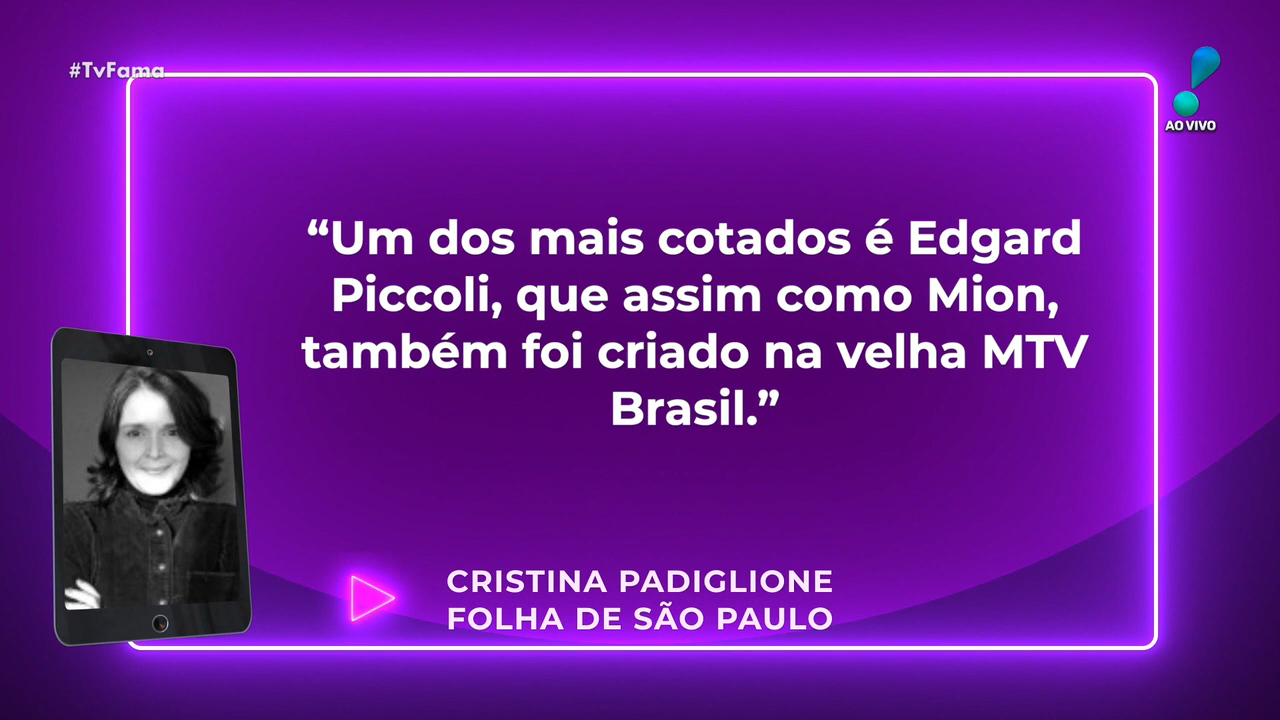 #TvFama
AO VIVO
“Um dos mais cotados é Edgard
Piccoli, que assim como Mion,
também foi criado na velha MTV
Brasil.”
CRISTINA PADIGLIONE
FOLHA DE SÃO PAULO